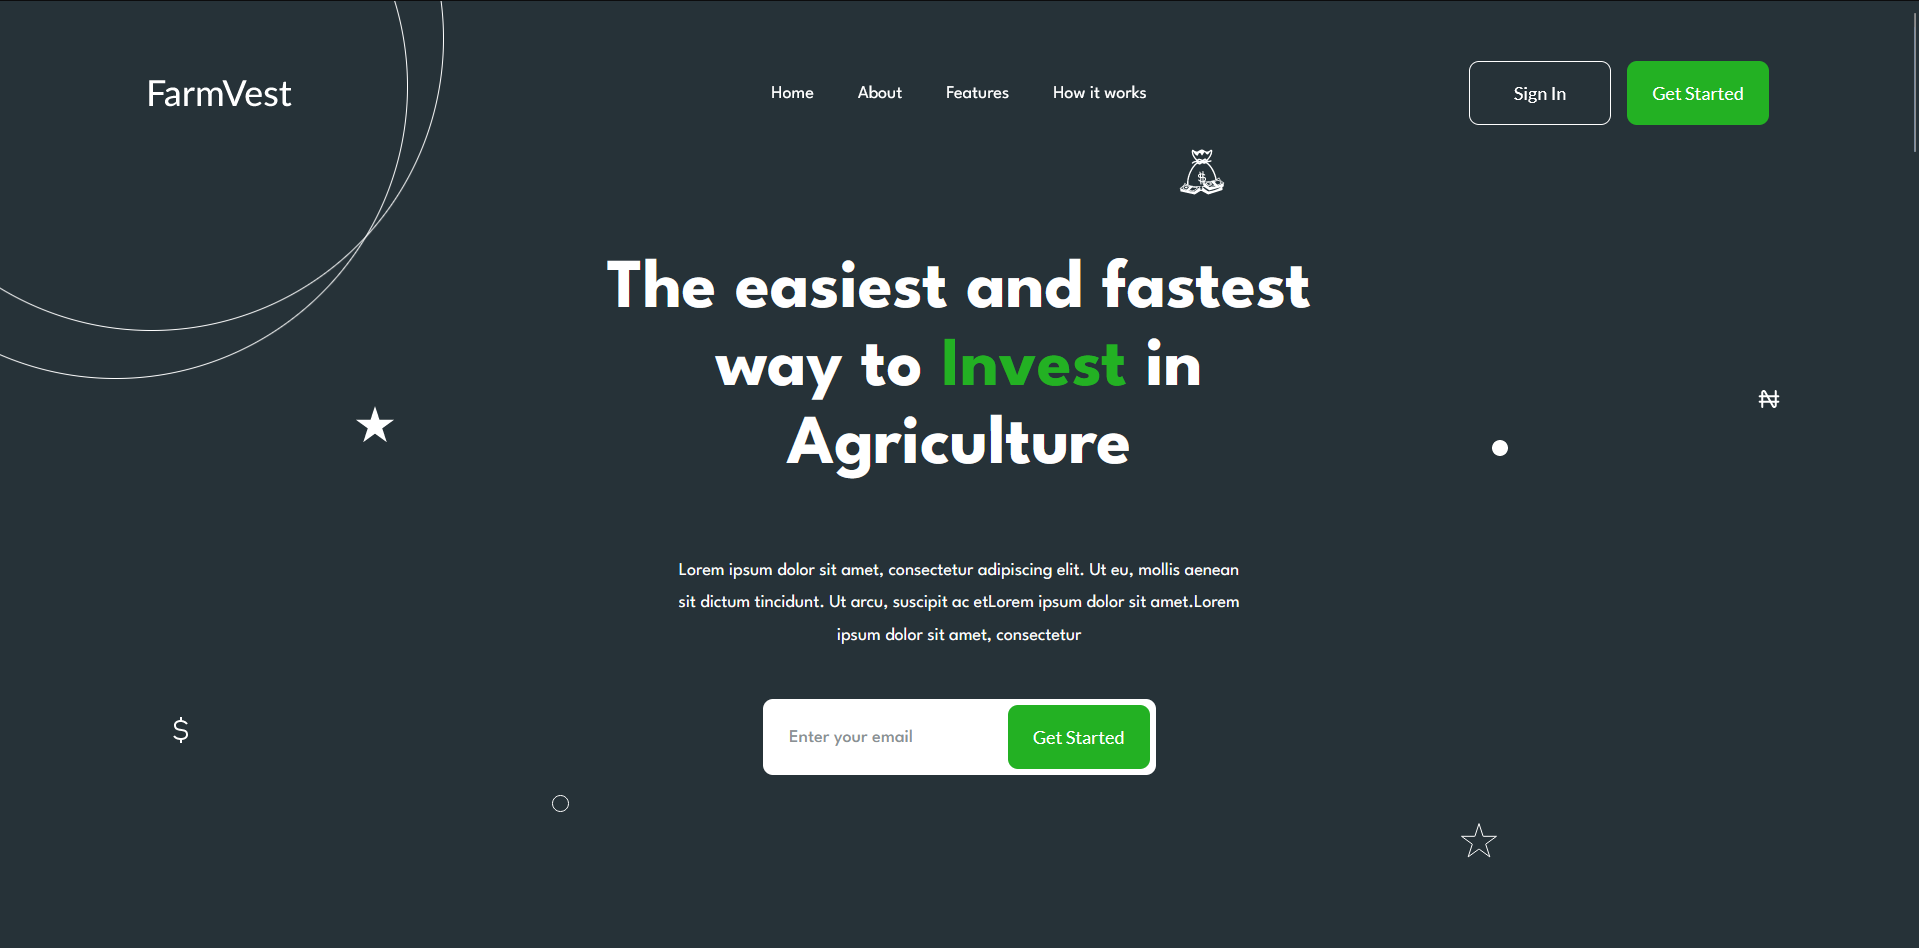 FarmVest
Home About Features How it works
Sign In
Get Started
The easiest and fastest
way to Invest in
Agriculture
₦
Lorem ipsum dolor sit amet, consectetur adipiscing elit. Ut eu, mollis aenean
sit dictum tincidunt. Ut arcu, suscipit ac etLorem ipsum dolor sit amet.Lorem
ipsum dolor sit amet, consectetur
$
Enter your email
Get Started